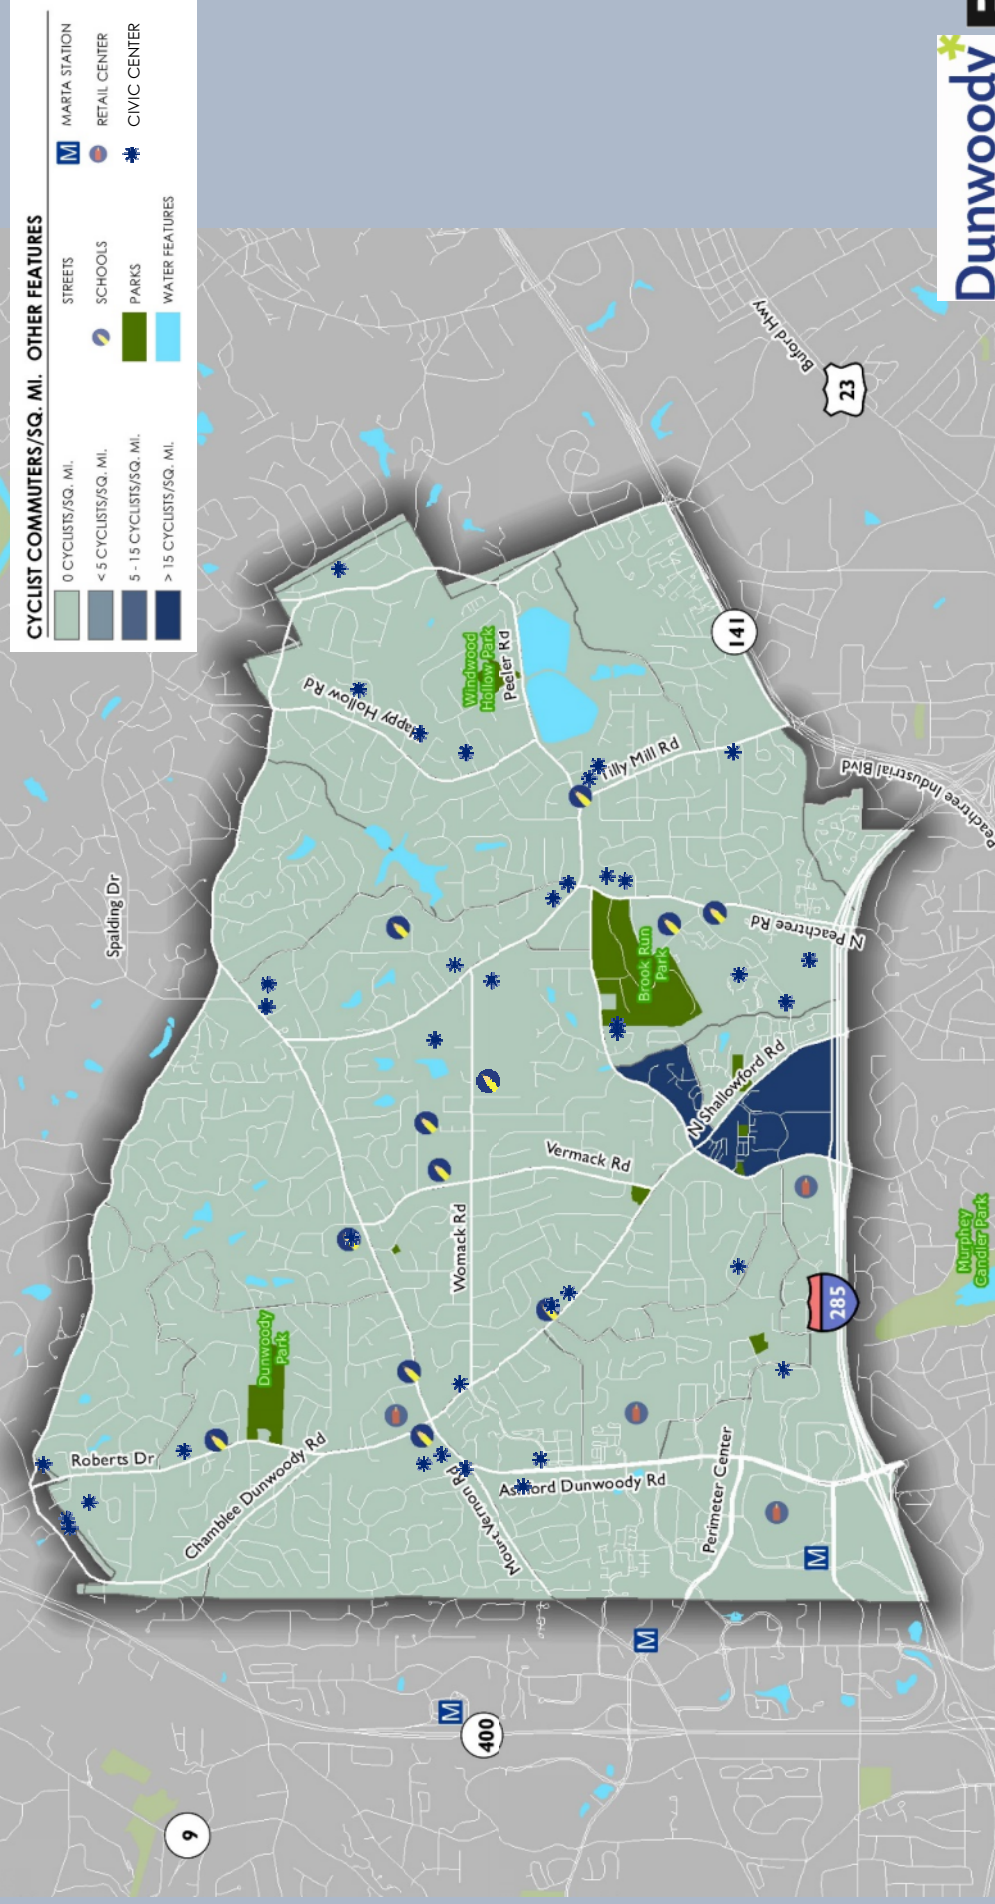 CYCLIST COMMUTERS/SQ. MI.
0 CYCLISTS/SQ. MI.
< 5 CYCLISTS/SQ. MI.
5 - 15 CYCLISTS/SQ. MI.
> 15 CYCLISTS/SQ. MI.
OTHER FEATURES
STREETS
SCHOOLS
PARKS
WATER FEATURES
M MARTA STATION
RETAIL CENTER
CIVIC CENTER
Dunwoody
9
400
M
M
M
Spalding Dr
Roberts Dr
Chamblee Dunwoody Rd
Dunwoody
Park
Mount Vernon Rd
Ashford Dunwoody Rd
Perimeter Center
Womack Rd
Vermack Rd
N Shallowford Rd
Brook Run
Park
N Peachtree Rd
Tilly Mill Rd
Happy Hollow Rd
Windwood
Hollow Park
Peeler Rd
141
285
Murphey
Candler Park
Peachtree Industrial Blvd
Buford Hwy
23